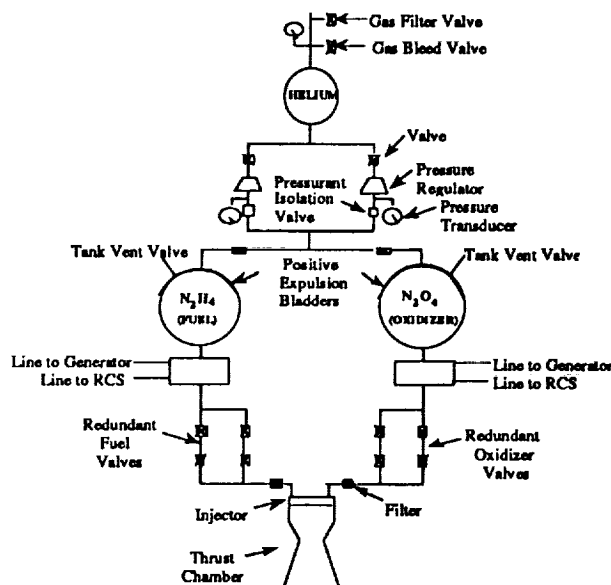 Gas Filter Valve
Gas Bleed Valve
HELIUM
Valve
Pressure
Regulator
Pressurant
Isolation
Valve
Pressure
Transducer
Tank Vent Valve
Positive
Expulsion
Bladders
Tank Vent Valve
N2H4
(FUEL)
N2O4
(OXIDIZER)
Line to Generator
Line to RCS
Line to Generator
Line to RCS
Redundant
Fuel
Valves
Redundant
Oxidizer
Valves
Injector
Filter
Thrust
Chamber